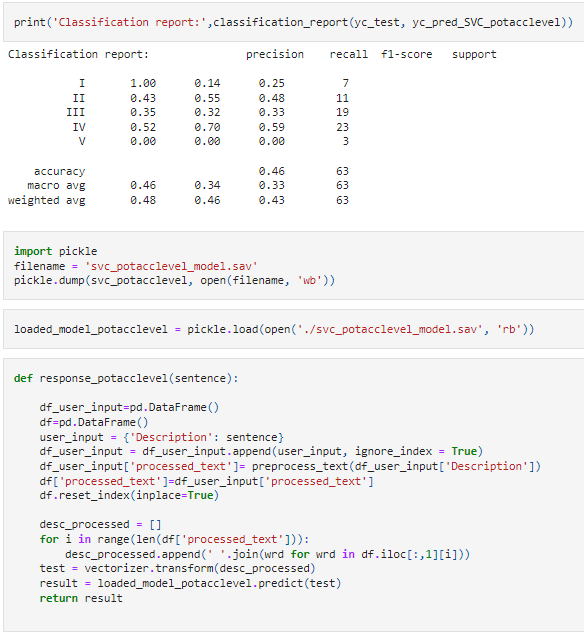 print('Classification report:',classification_report(yc_test, yc_pred_SVC_potacclevel))
Classification report:               precision    recall  f1-score   support

           I       1.00      0.14      0.25         7
          II       0.43      0.55      0.48        11
         III       0.35      0.32      0.33        19
          IV       0.52      0.70      0.59        23
           V       0.00      0.00      0.00         3

    accuracy                           0.46        63
   macro avg       0.46      0.34      0.33        63
weighted avg       0.48      0.46      0.43        63

import pickle
filename = 'svc_potacclevel_model.sav'
pickle.dump(svc_potacclevel, open(filename, 'wb'))

loaded_model_potacclevel = pickle.load(open('./svc_potacclevel_model.sav', 'rb'))

def response_potacclevel(sentence):

    df_user_input=pd.DataFrame()
    df=pd.DataFrame()
    user_input = {'Description': sentence}
    df_user_input = df_user_input.append(user_input, ignore_index = True)
    df_user_input['processed_text']= preprocess_text(df_user_input['Description'])
    df['processed_text']=df_user_input['processed_text']
    df.reset_index(inplace=True)

    desc_processed = []
    for i in range(len(df['processed_text'])):
        desc_processed.append(' '.join(wrd for wrd in df.iloc[:,1][i]))
    test = vectorizer.transform(desc_processed)
    result = loaded_model_potacclevel.predict(test)
    return result